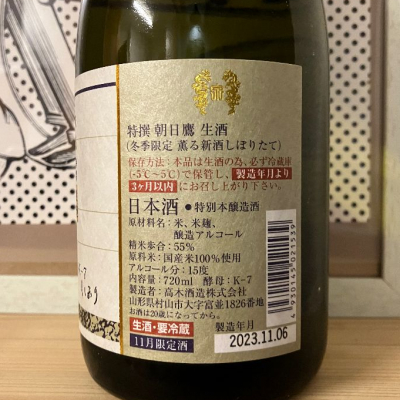 特撰 朝日鷹 生酒
(冬季限定 薫る新酒しぼりたて)
保存方法:本品は生酒の為、必ず冷蔵庫
(-5℃~5℃)で保管し、製造年月より
3ヶ月以内にお召し上がり下さい。
日本酒・特別本醸造酒
原材料名:米、米麹、
醸造アルコール
精米歩合:55%
原料米:国産米100%使用
アルコール分:15度
内容量:720ml 酵母:K-7
製造者:高木酒造株式会社
山形県村山市大字富並1826番地
お酒は20歳になってから。
生酒・要冷蔵
11月限定酒
製造年月
2023.11.06
4930145021539